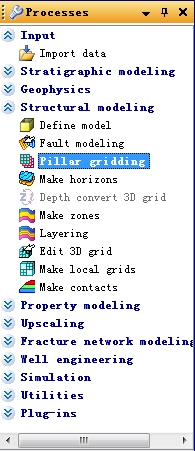 Processes
Input
Import data
Stratigraphic modeling
Geophysics
Structural modeling
Define model
Fault modeling
Pillar gridding
Make horizons
Depth convert 3D grid
Make zones
Layering
Edit 3D grid
Make local grids
Make contacts
Property modeling
Upscaling
Fracture network modeling
Well engineering
Simulation
Utilities
Plug-ins